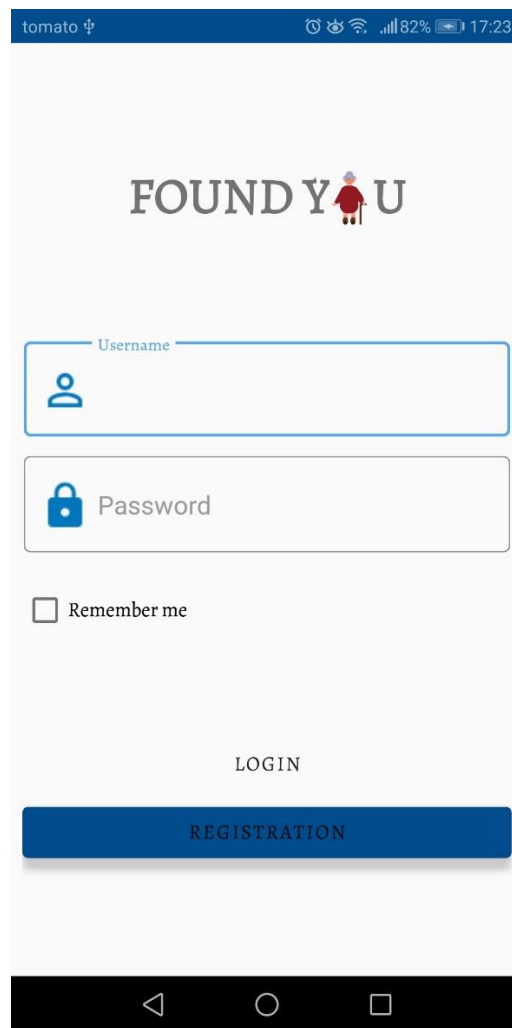 tomato 82% 17:23
FOUND Y U
Username
Password
Remember me
LOGIN
REGISTRATION